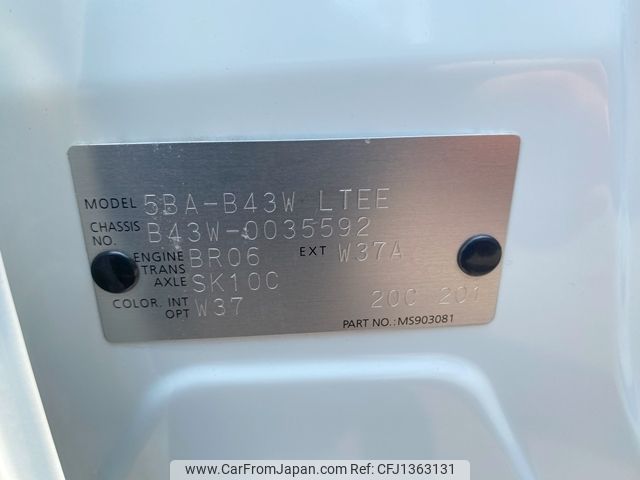 MODEL 5BA-B43W LTEE
CHASSIS NO. B43W-0035592
ENGINE BR06 EXT W37A
TRANS AXLE SK10C
COLOR. INT OPT W37 20C 201
PART NO.: MS903081
www.CarFromJapan.com | CFJ1363131